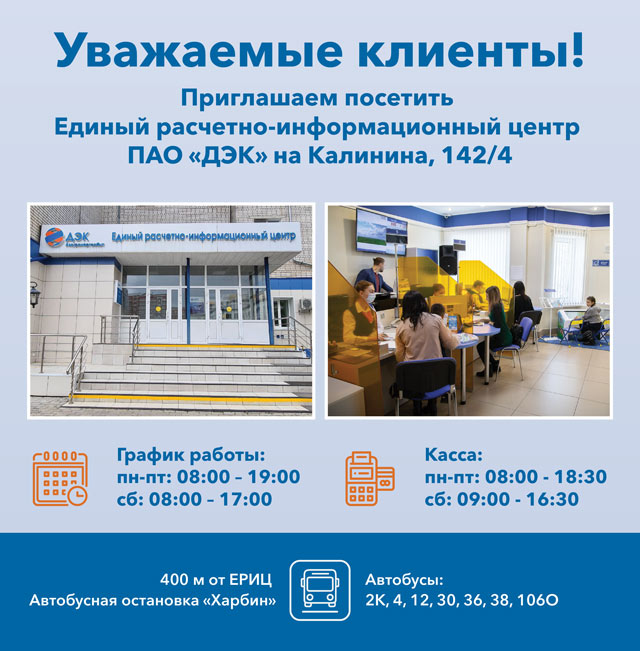 Уважаемые клиенты!
Приглашаем посетить
Единый расчетно-информационный центр
ПАО «ДЭК» на Калинина, 142/4
ДЭК
Единый расчетно-информационный центр
График работы:
пн-пт: 08:00 – 19:00
сб: 08:00 – 17:00
Касса:
пн-пт: 08:00 - 18:30
сб: 09:00 - 16:30
400 м от ЕРИЦ
Автобусная остановка «Харбин»
Автобусы:
2К, 4, 12, 30, 36, 38, 106О